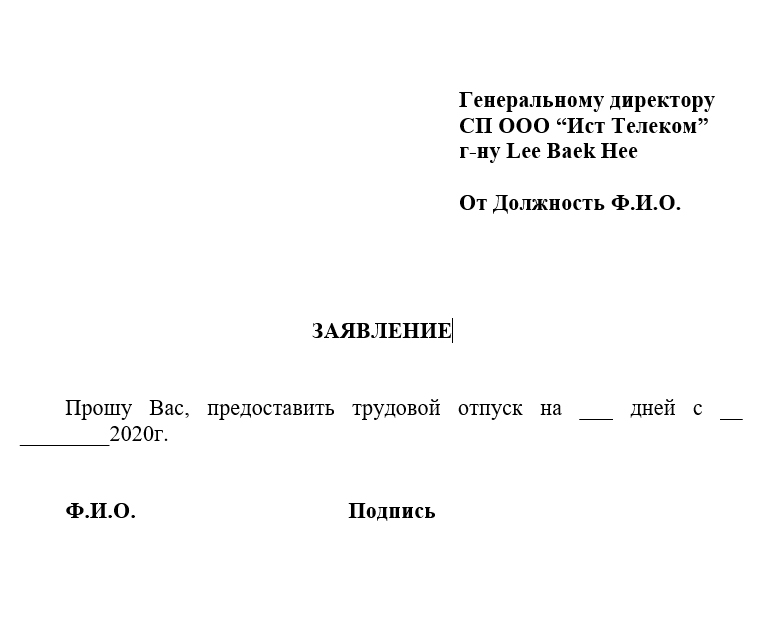 Генеральному директору
СП ООО “Ист Телеком”
г-ну Lee Baek Hee
От Должность Ф.И.О.
ЗАЯВЛЕНИЕ
Прошу Вас, предоставить трудовой отпуск на ___ дней с __
________2020г.
Ф.И.О. Подпись